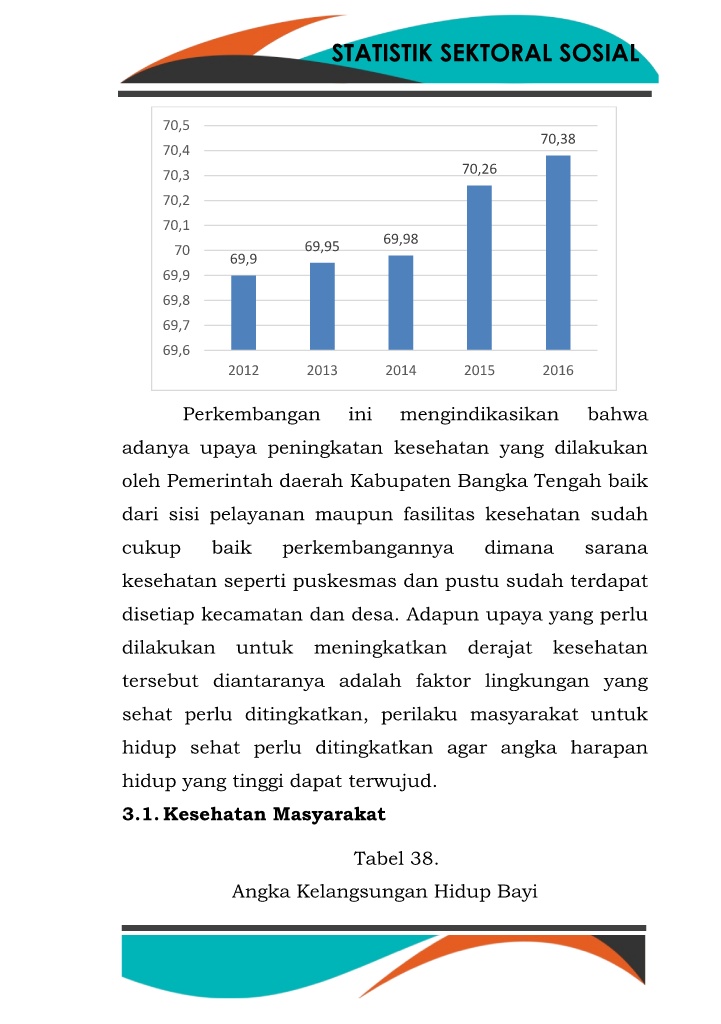 STATISTIK SEKTORAL SOSIAL
70,5
70,4
70,3
70,2
70,1
70
69,9
69,8
69,7
69,6
69,9
69,95
69,98
70,26
70,38
2012 2013 2014 2015 2016
Perkembangan ini mengindikasikan bahwa
adanya upaya peningkatan kesehatan yang dilakukan
oleh Pemerintah daerah Kabupaten Bangka Tengah baik
dari sisi pelayanan maupun fasilitas kesehatan sudah
cukup baik perkembangannya dimana sarana
kesehatan seperti puskesmas dan pustu sudah terdapat
disetiap kecamatan dan desa. Adapun upaya yang perlu
dilakukan untuk meningkatkan derajat kesehatan
tersebut diantaranya adalah faktor lingkungan yang
sehat perlu ditingkatkan, perilaku masyarakat untuk
hidup sehat perlu ditingkatkan agar angka harapan
hidup yang tinggi dapat terwujud.
3.1. Kesehatan Masyarakat
Tabel 38.
Angka Kelangsungan Hidup Bayi